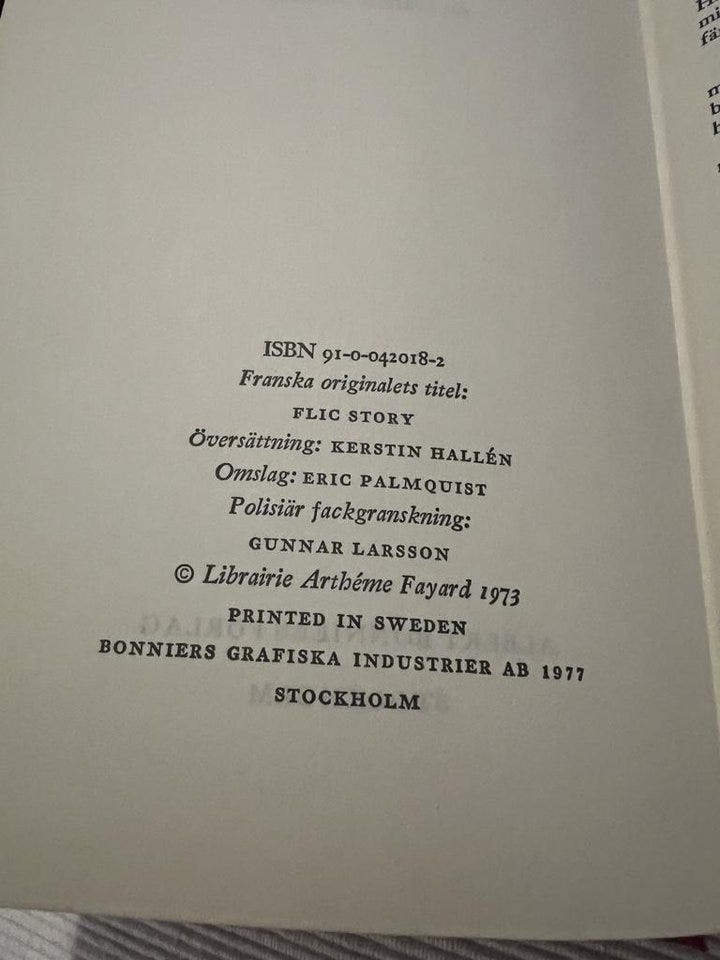 ISBN 91-0-042018-2
Franska originalets titel:
FLIC STORY
Översättning: KERSTIN HALLÉN
Omslag: ERIC PALMQUIST
Polisiär fackgranskning:
GUNNAR LARSSON
© Librairie Arthéme Fayard 1973
PRINTED IN SWEDEN
BONNIERS GRAFISKA INDUSTRIER AB 1977
STOCKHOLM